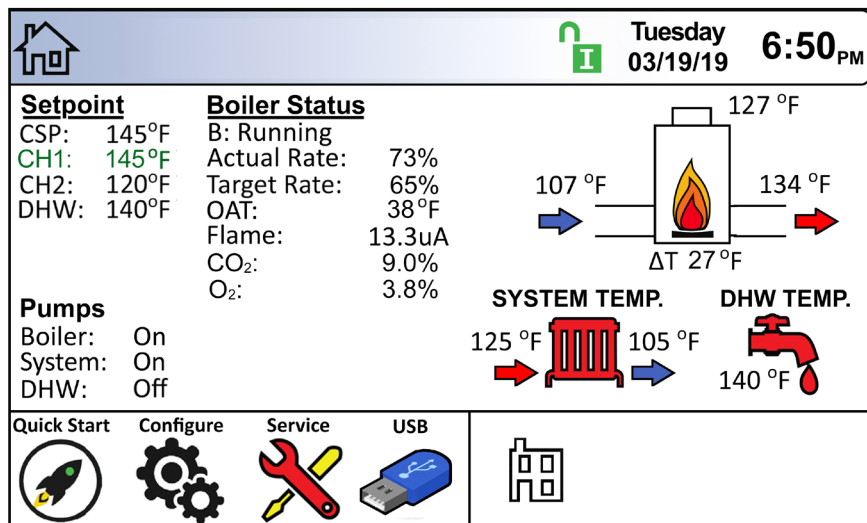 Tuesday
03/19/19
6:50 PM
I
Setpoint
CSP: 145°F
CH1: 145°F
CH2: 120°F
DHW: 140°F
Boiler Status
B: Running
Actual Rate: 73%
Target Rate: 65%
OAT: 38°F
Flame: 13.3uA
CO₂: 9.0%
O₂: 3.8%
127 °F
107 °F
134 °F
ΔT 27°F
Pumps
Boiler: On
System: On
DHW: Off
SYSTEM TEMP.
125 °F
105 °F
DHW TEMP.
140 °F
Quick Start
Configure
Service
USB